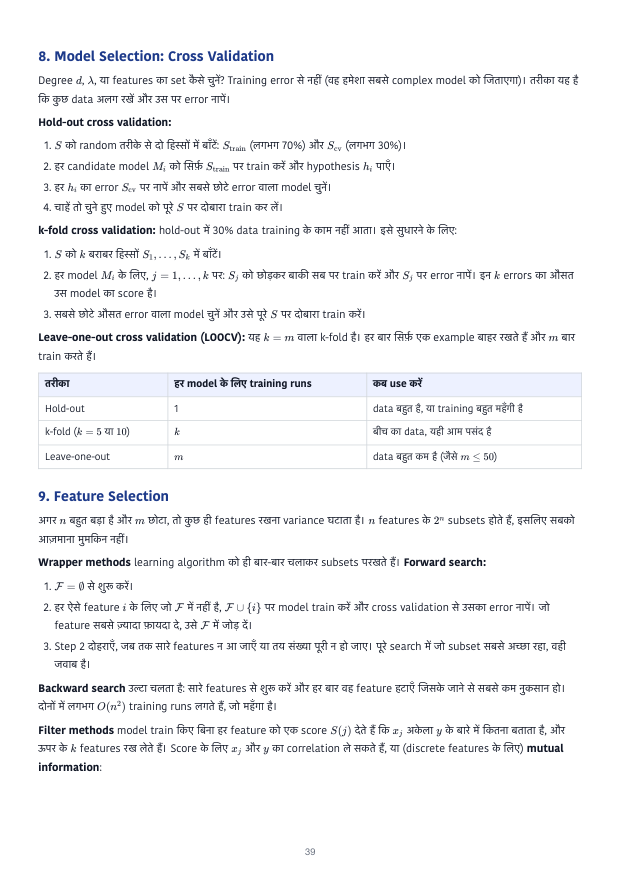 8. Model Selection: Cross Validation
Degree d, λ, या features का set कैसे चुनें? Training error से नहीं (वह हमेशा सबसे complex model को जिताएगा)। तरीका यह है
कि कुछ data अलग रखें और उस पर error नापें।
Hold-out cross validation:
1. S को random तरीके से दो हिस्सों में बाँटें: S_train (लगभग 70%) और S_cv (लगभग 30%)।
2. हर candidate model M_i को सिर्फ़ S_train पर train करें और hypothesis h_i पाएँ।
3. हर h_i का error S_cv पर नापें और सबसे छोटे error वाला model चुनें।
4. चाहें तो चुने हुए model को पूरे S पर दोबारा train कर लें।
k-fold cross validation: hold-out में 30% data training के काम नहीं आता। इसे सुधारने के लिए:
1. S को k बराबर हिस्सों S_1, . . . , S_k में बाँटें।
2. हर model M_i के लिए, j = 1, . . . , k पर: S_j को छोड़कर बाकी सब पर train करें और S_j पर error नापें। इन k errors का औसत
उस model का score है।
3. सबसे छोटे औसत error वाला model चुनें और उसे पूरे S पर दोबारा train करें।
Leave-one-out cross validation (LOOCV): यह k = m वाला k-fold है। हर बार सिर्फ़ एक example बाहर रखते हैं और m बार
train करते हैं।
तरीका हर model के लिए training runs कब use करें
Hold-out 1 data बहुत है, या training बहुत महँगी है
k-fold (k = 5 या 10) k बीच का data, यही आम पसंद है
Leave-one-out m data बहुत कम है (जैसे m ≤ 50)
9. Feature Selection
अगर n बहुत बड़ा है और m छोटा, तो कुछ ही features रखना variance घटाता है। n features के 2^n subsets होते हैं, इसलिए सबको
आज़माना मुमकिन नहीं।
Wrapper methods learning algorithm को ही बार-बार चलाकर subsets परखते हैं। Forward search:
1. ℱ = ∅ से शुरू करें।
2. हर ऐसे feature i के लिए जो ℱ में नहीं है, ℱ ∪ {i} पर model train करें और cross validation से उसका error नापें। जो
feature सबसे ज़्यादा फ़ायदा दे, उसे ℱ में जोड़ दें।
3. Step 2 दोहराएँ, जब तक सारे features न आ जाएँ या तय संख्या पूरी न हो जाए। पूरे search में जो subset सबसे अच्छा रहा, वही
जवाब है।
Backward search उल्टा चलता है: सारे features से शुरू करें और हर बार वह feature हटाएँ जिसके जाने से सबसे कम नुकसान हो।
दोनों में लगभग O(n^2) training runs लगते हैं, जो महँगा है।
Filter methods model train किए बिना हर feature को एक score S(j) देते हैं कि x_j अकेला y के बारे में कितना बताता है, और
ऊपर के k features रख लेते हैं। Score के लिए x_j और y का correlation ले सकते हैं, या (discrete features के लिए) mutual
information:
39